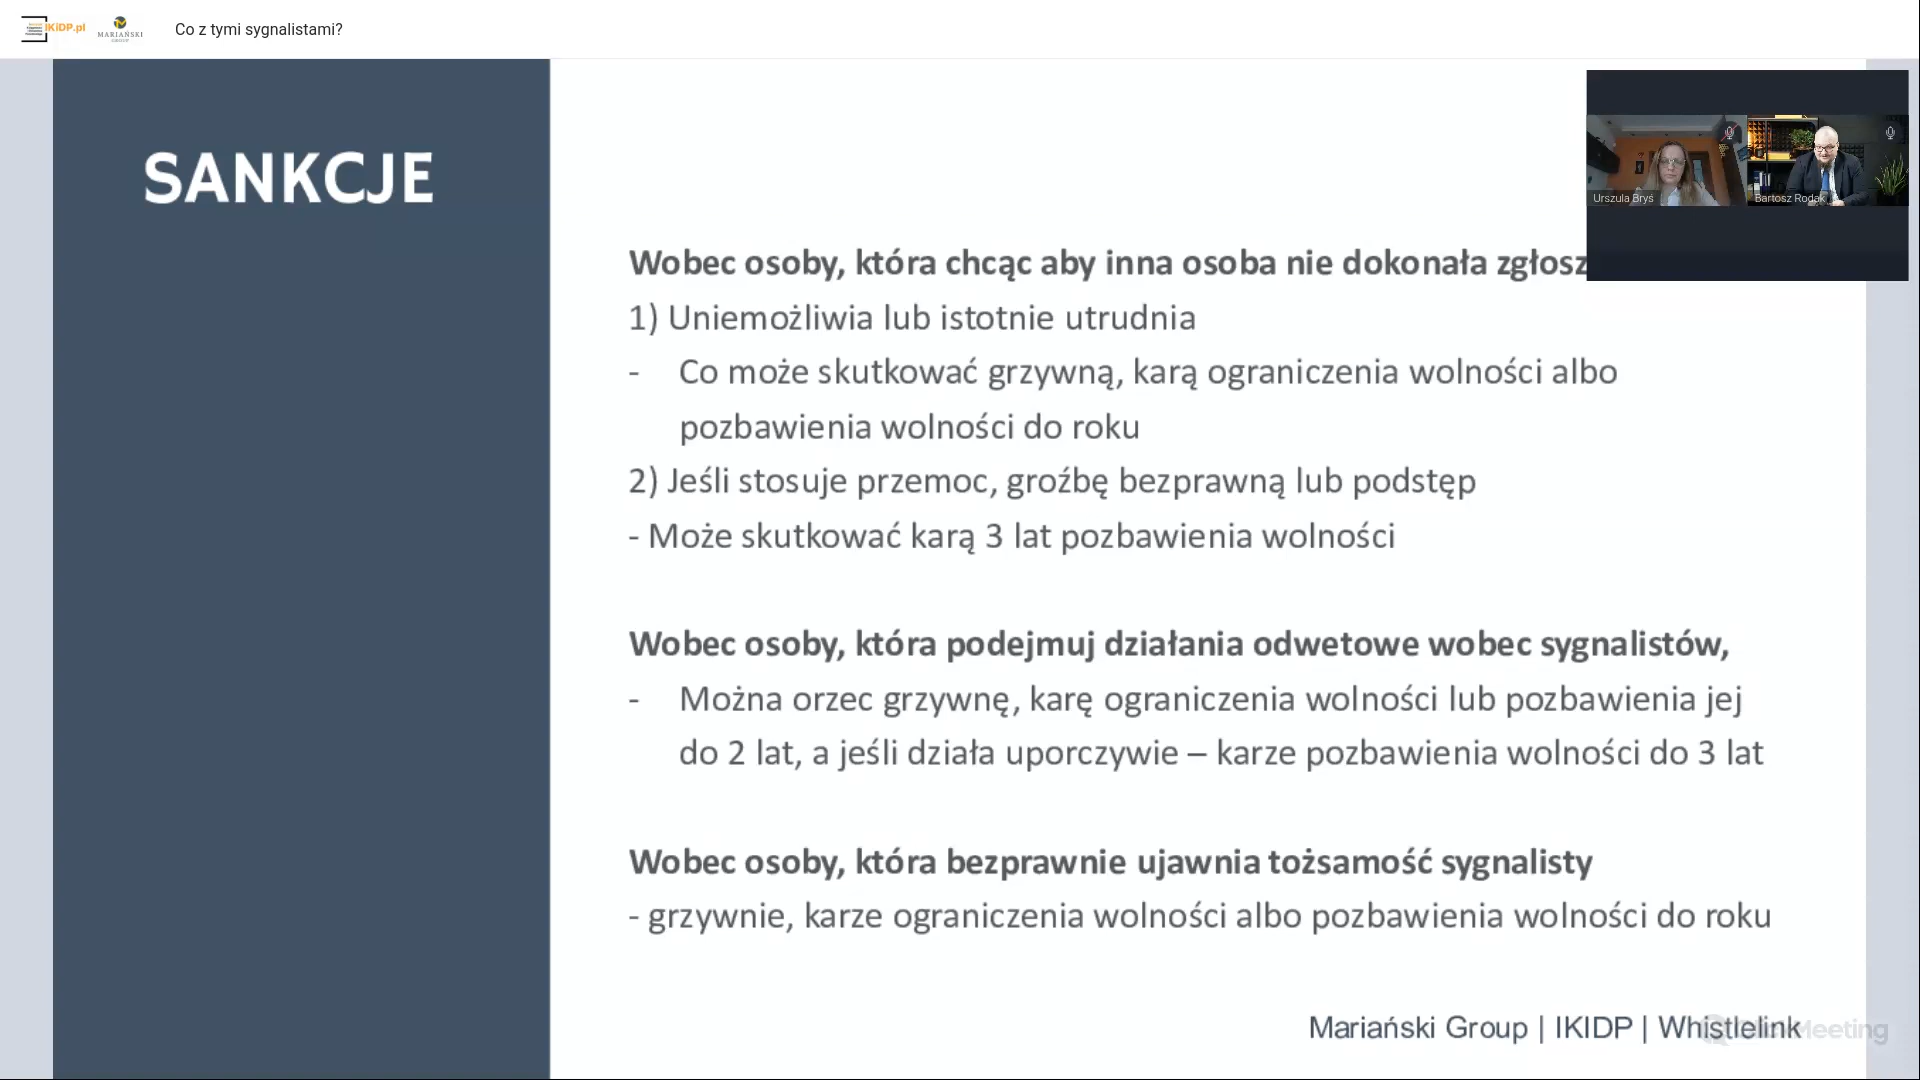 IKiDP.pl
MARIAŃSKI
GROUP
Co z tymi sygnalistami?
SANKCJE
Urszula Bryś
Bartosz Rodak
Wobec osoby, która chcąc aby inna osoba nie dokonała zgłosz
1) Uniemożliwia lub istotnie utrudnia
- Co może skutkować grzywną, karą ograniczenia wolności albo
pozbawienia wolności do roku
2) Jeśli stosuje przemoc, groźbę bezprawną lub podstęp
- Może skutkować karą 3 lat pozbawienia wolności
Wobec osoby, która podejmuj działania odwetowe wobec sygnalistów,
- Można orzec grzywnę, karę ograniczenia wolności lub pozbawienia jej
do 2 lat, a jeśli działa uporczywie – karze pozbawienia wolności do 3 lat
Wobec osoby, która bezprawnie ujawnia tożsamość sygnalisty
- grzywnie, karze ograniczenia wolności albo pozbawienia wolności do roku
Mariański Group | IKIDP | Whistlelink
ClickMeeting